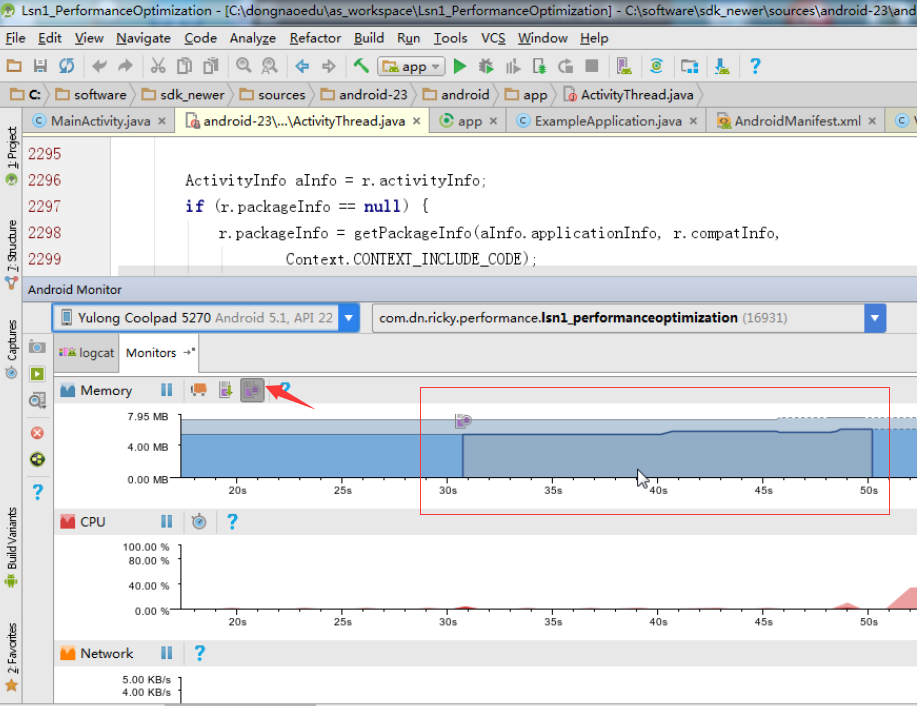 Lsn1_PerformanceOptimization - [C:\dongnaoedu\as_workspace\Lsn1_PerformanceOptimization] - C:\software\sdk_newer\sources\android-23\and
File Edit View Navigate Code Analyze Refactor Build Run Tools VCS Window Help
app
C: software sdk_newer sources android-23 android app ActivityThread.java
MainActivity.java android-23\...\ActivityThread.java app ExampleApplication.java AndroidManifest.xml
1: Project
7: Structure
Captures
Build Variants
2: Favorites
2295
2296 ActivityInfo aInfo = r.activityInfo;
2297 if (r.packageInfo == null) {
2298 r.packageInfo = getPackageInfo(aInfo.applicationInfo, r.compatInfo,
2299 Context.CONTEXT_INCLUDE_CODE);
Android Monitor
Yulong Coolpad 5270 Android 5.1, API 22 com.dn.ricky.performance.lsn1_performanceoptimization (16931)
logcat Monitors
Memory ?
7.95 MB
4.00 MB
0.00 MB
20s 25s 30s 35s 40s 45s 50s
CPU ?
100.00 %
80.00 %
40.00 %
0.00 %
20s 25s 30s 35s 40s 45s 50s
Network ?
5.00 KB/s
4.00 KB/s